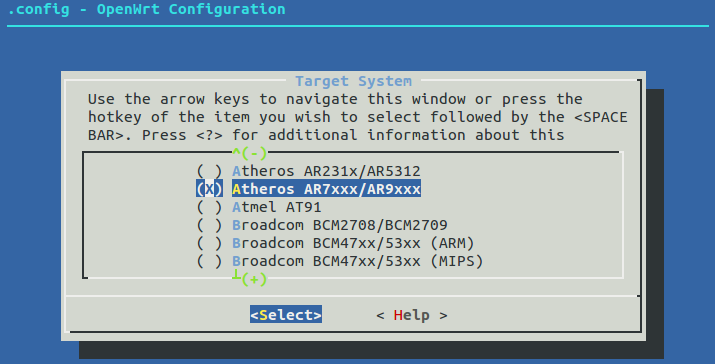 .config - OpenWrt Configuration
Target System
Use the arrow keys to navigate this window or press the
hotkey of the item you wish to select followed by the <SPACE
BAR>. Press <?> for additional information about this
^(-)
( ) Atheros AR231x/AR5312
(X) Atheros AR7xxx/AR9xxx
( ) Atmel AT91
( ) Broadcom BCM2708/BCM2709
( ) Broadcom BCM47xx/53xx (ARM)
( ) Broadcom BCM47xx/53xx (MIPS)
┴(+)
<Select> < Help >